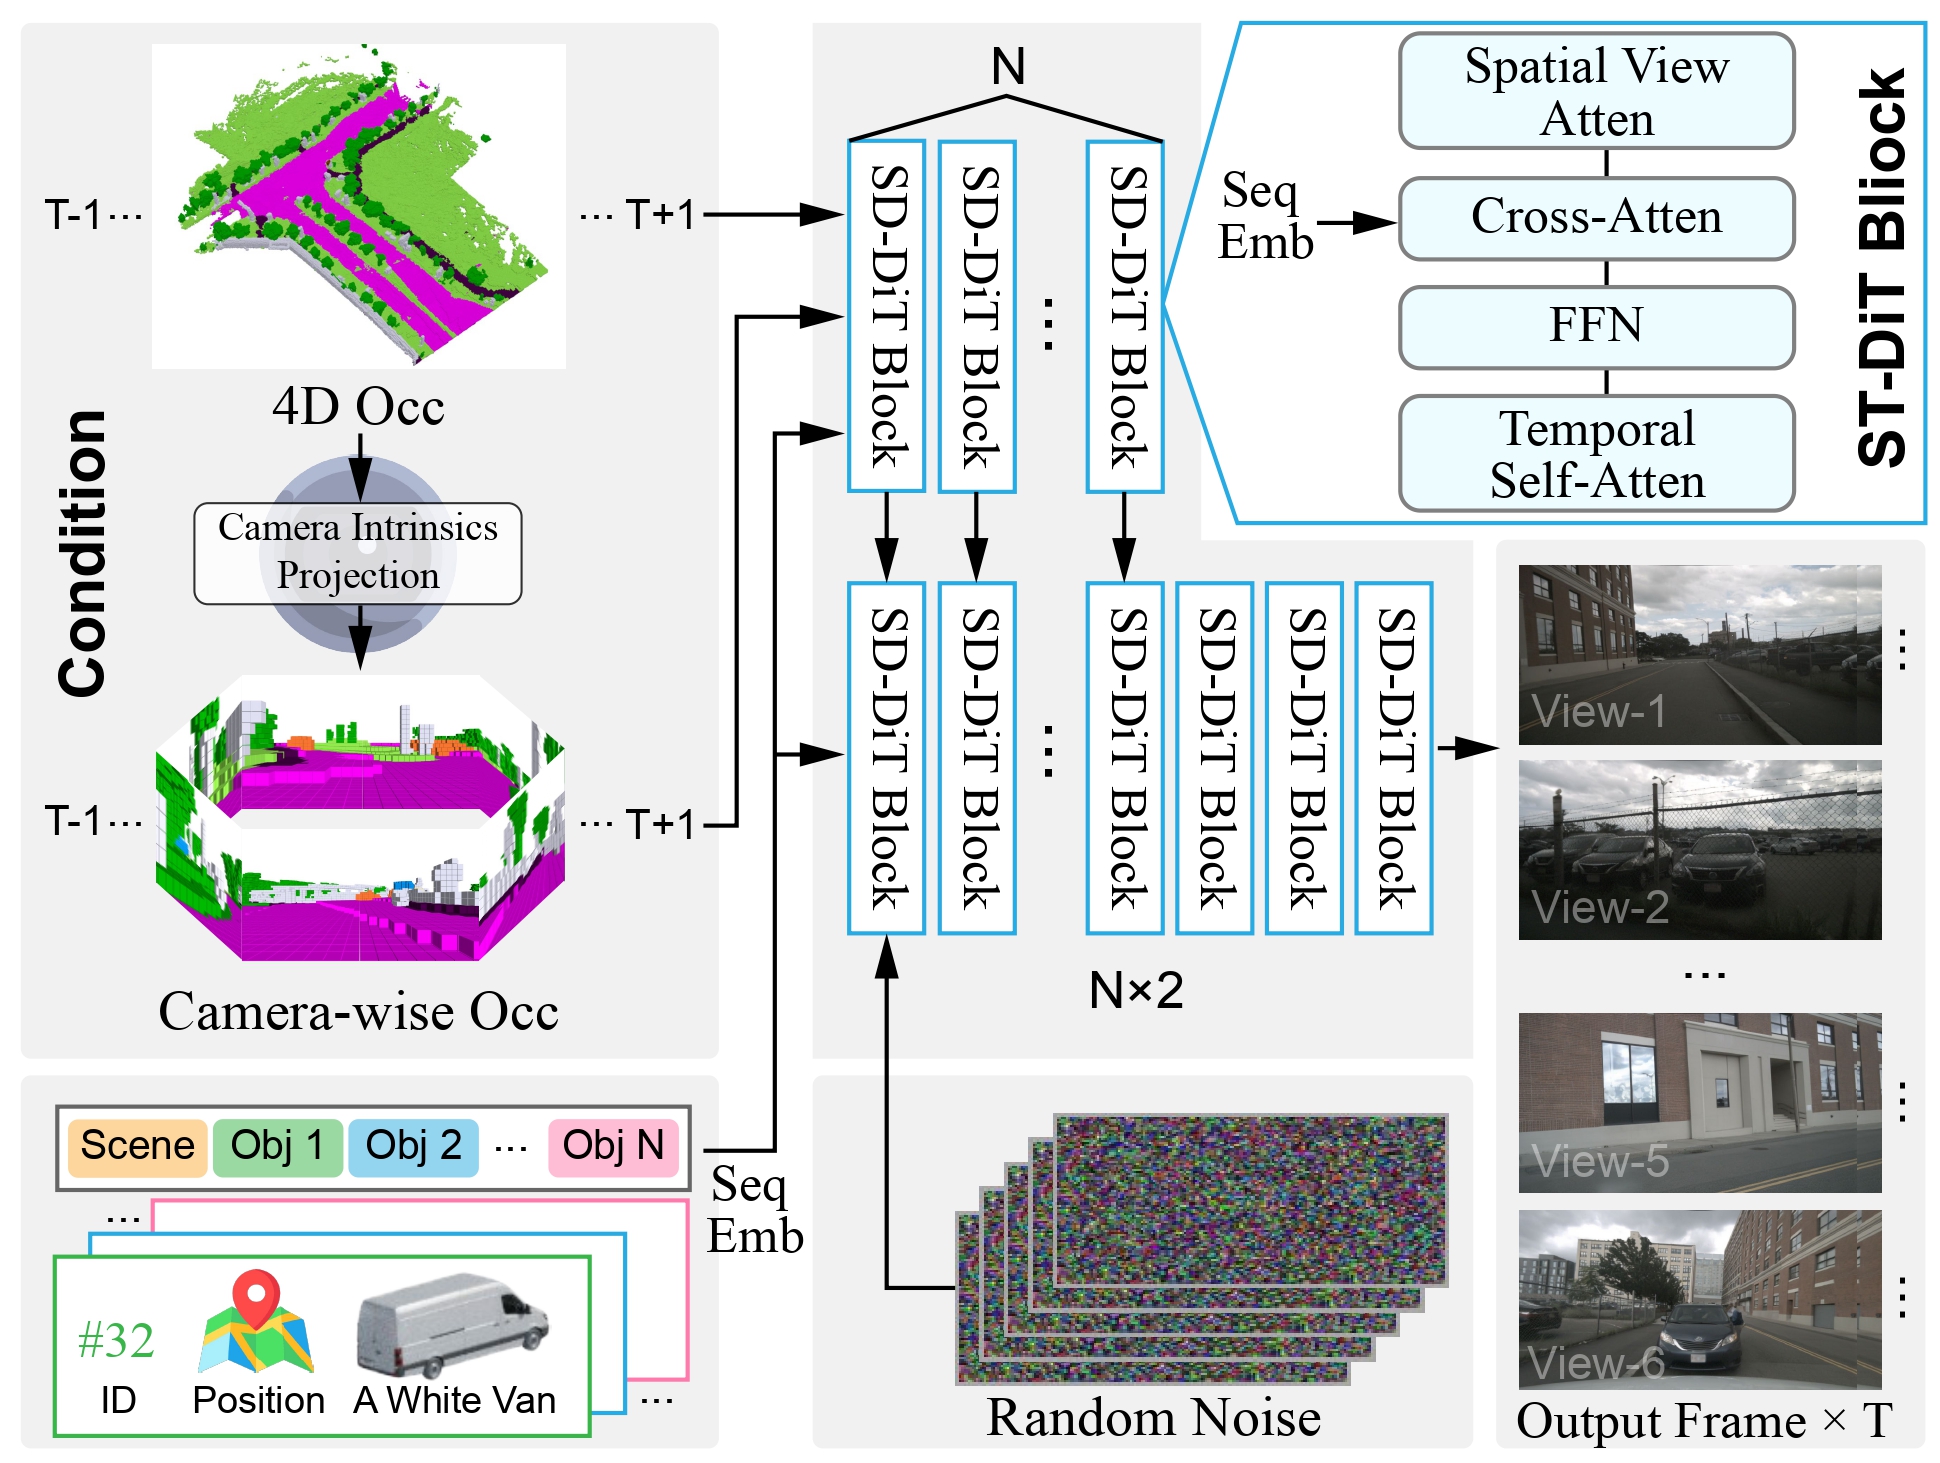 T-1 ...
... T+1
4D Occ
Camera Intrinsics
Projection
Condition
T-1 ...
... T+1
Camera-wise Occ
Scene
Obj 1
Obj 2
...
Obj N
Seq
Emb
...
#32
ID
Position
A White Van
...
N
SD-DiT Block
SD-DiT Block
...
SD-DiT Block
SD-DiT Block
SD-DiT Block
...
SD-DiT Block
SD-DiT Block
SD-DiT Block
SD-DiT Block
N×2
Random Noise
Seq
Emb
Spatial View
Atten
Cross-Atten
FFN
Temporal
Self-Atten
ST-DiT Bliock
View-1
...
View-2
...
View-5
...
View-6
...
Output Frame × T